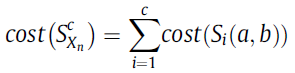 cost(S^c_{X_n}) = \sum_{i=1}^{c} cost(S_i(a, b))